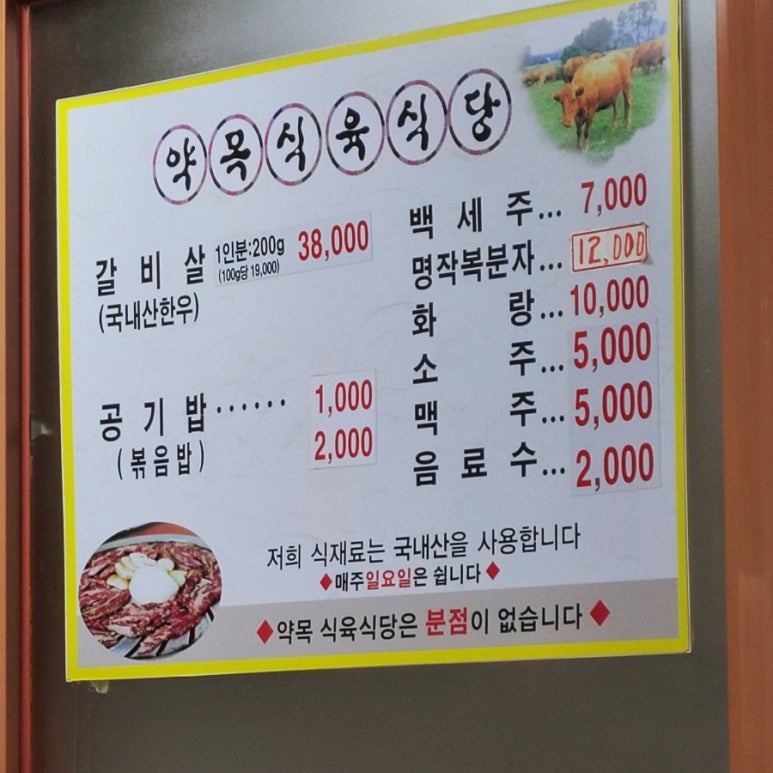 약목식육식당
갈비살 1인분:200g 38,000
(100g당 19,000)
(국내산한우)
공기밥...... 1,000
(볶음밥) 2,000
백세주... 7,000
명작복분자... 12,000
화랑... 10,000
소주... 5,000
맥주... 5,000
음료수... 2,000
저희 식재료는 국내산을 사용합니다
◆매주일요일은 쉽니다◆
◆약목 식육식당은 분점이 없습니다◆